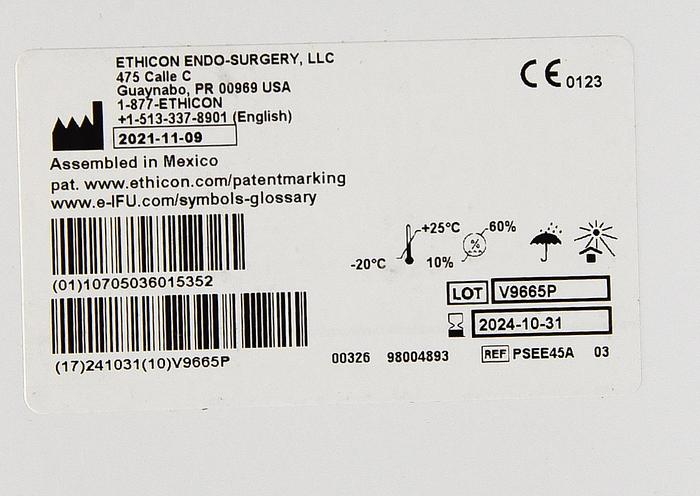 ETHICON ENDO-SURGERY, LLC
475 Calle C
Guaynabo, PR 00969 USA
1-877-ETHICON
+1-513-337-8901 (English)
2021-11-09
CE 0123
Assembled in Mexico
pat. www.ethicon.com/patentmarking
www.e-IFU.com/symbols-glossary
(01)10705036015352
-20°C +25°C
10% % 60%
LOT V9665P
2024-10-31
(17)241031(10)V9665P
00326 98004893 REF PSEE45A 03